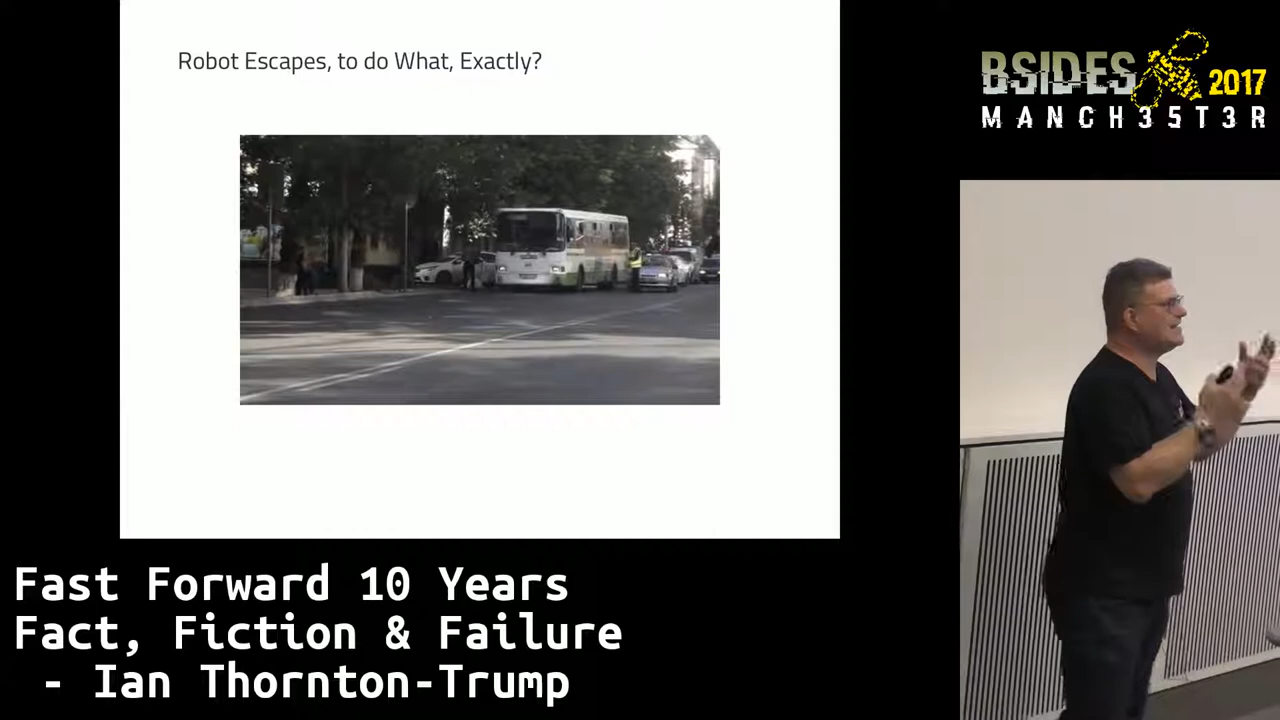 Robot Escapes, to do What, Exactly?
BSIDES
2017
MANCH35T3R
Fast Forward 10 Years
Fact, Fiction & Failure
- Ian Thornton-Trump